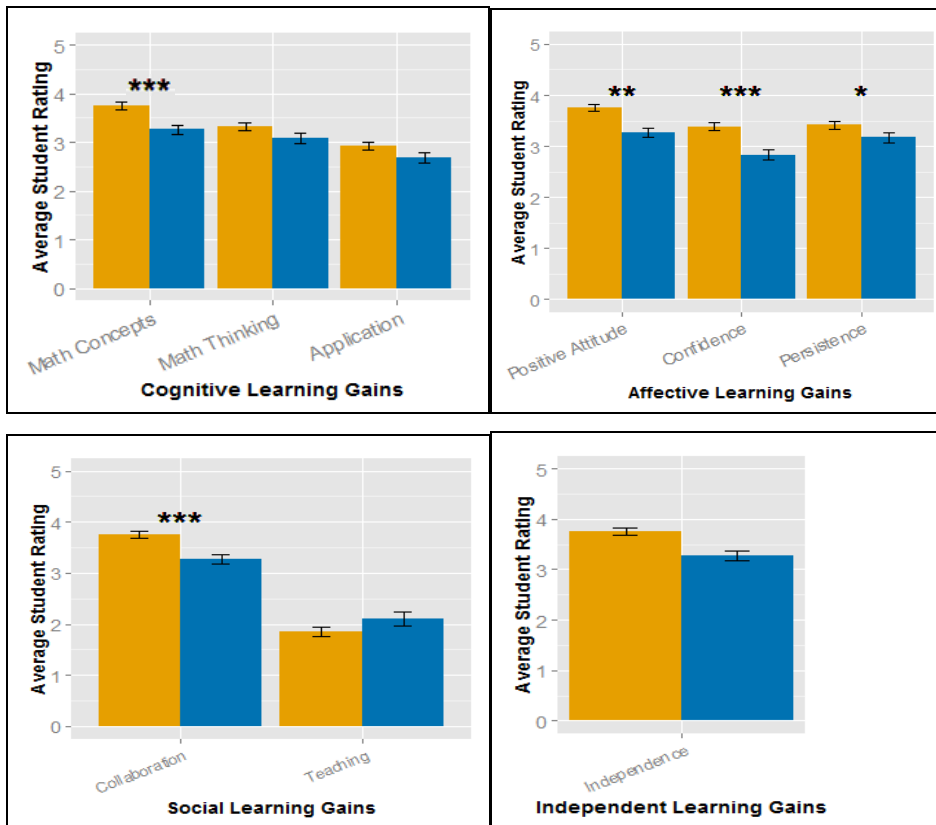 Average Student Rating
5
4
3
2
1
0
***
Math Concepts
Math Thinking
Application
Cognitive Learning Gains
Average Student Rating
5
4
3
2
1
0
**
***
*
Positive Attitude
Confidence
Persistence
Affective Learning Gains
Average Student Rating
5
4
3
2
1
0
***
Collaboration
Teaching
Social Learning Gains
Average Student Rating
5
4
3
2
1
0
Independence
Independent Learning Gains